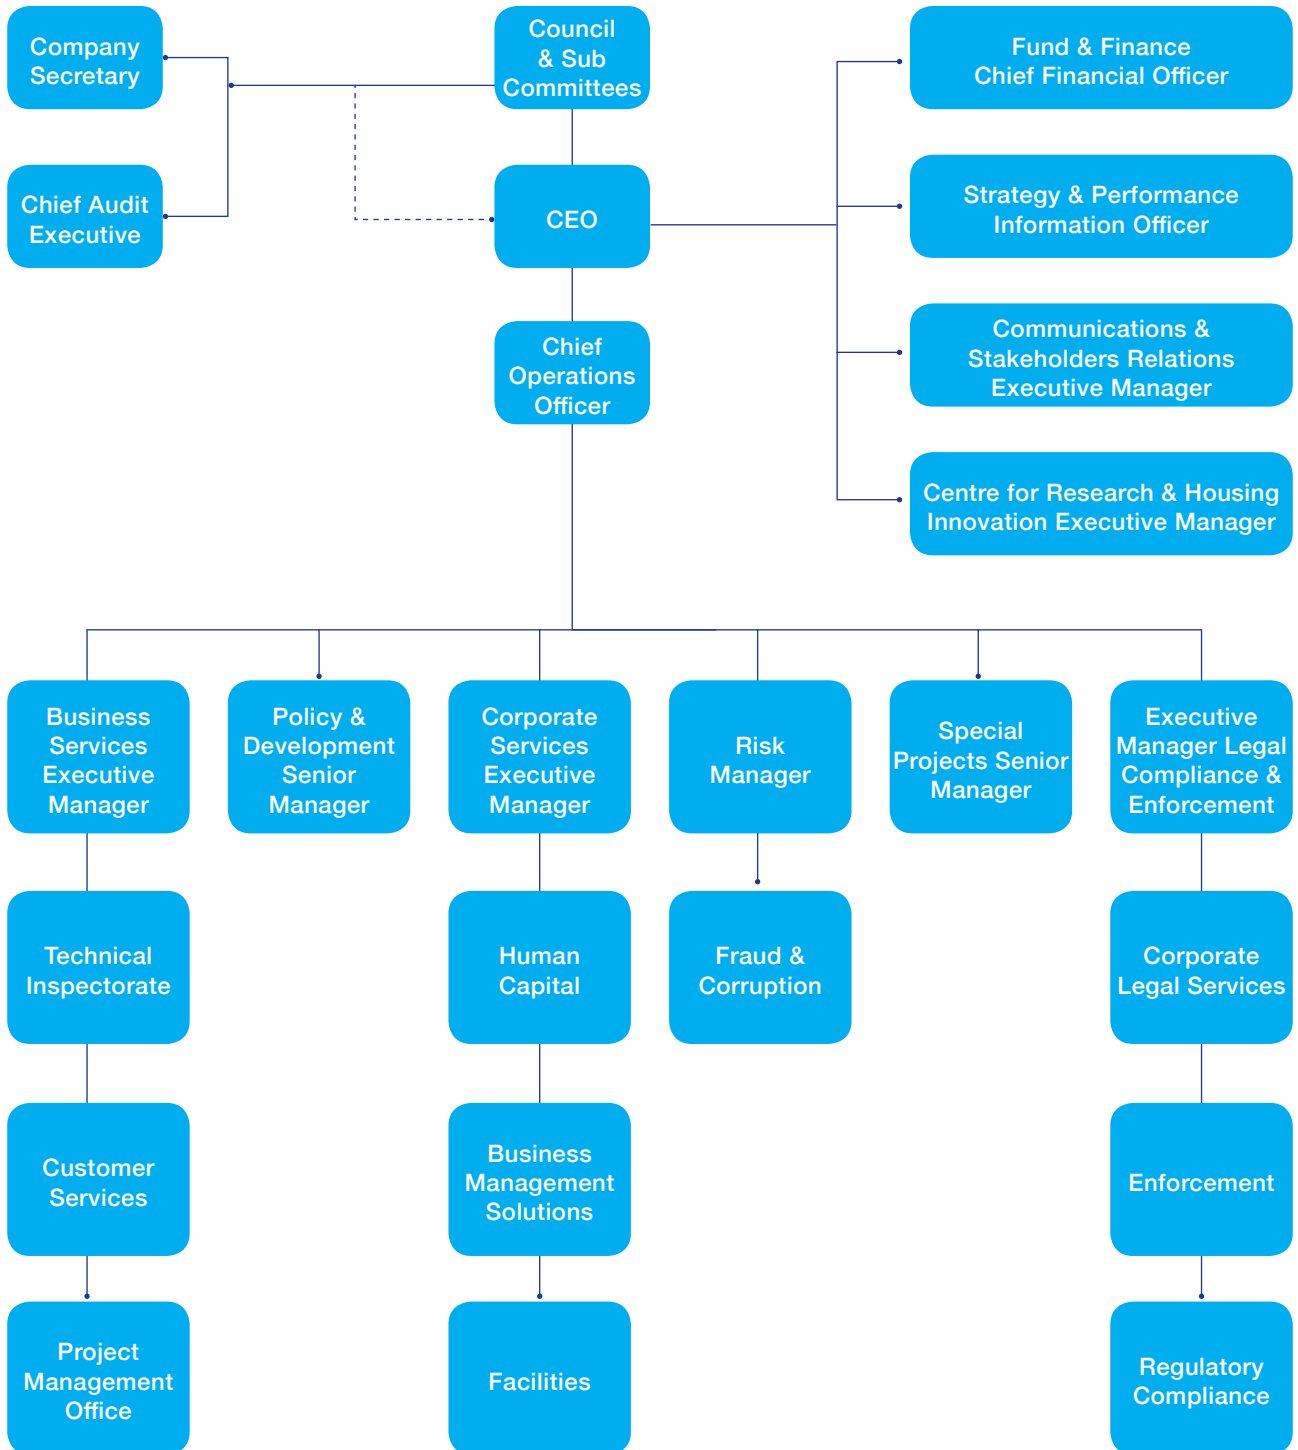 Company
Secretary
Council
& Sub
Committees
Fund & Finance
Chief Financial Officer
Chief Audit
Executive
CEO
Strategy & Performance
Information Officer
Chief
Operations
Officer
Communications &
Stakeholders Relations
Executive Manager
Centre for Research & Housing
Innovation Executive Manager
Business
Services
Executive
Manager
Policy &
Development
Senior
Manager
Corporate
Services
Executive
Manager
Risk
Manager
Special
Projects Senior
Manager
Executive
Manager Legal
Compliance &
Enforcement
Technical
Inspectorate
Human
Capital
Fraud &
Corruption
Corporate
Legal Services
Customer
Services
Business
Management
Solutions
Enforcement
Project
Management
Office
Facilities
Regulatory
Compliance